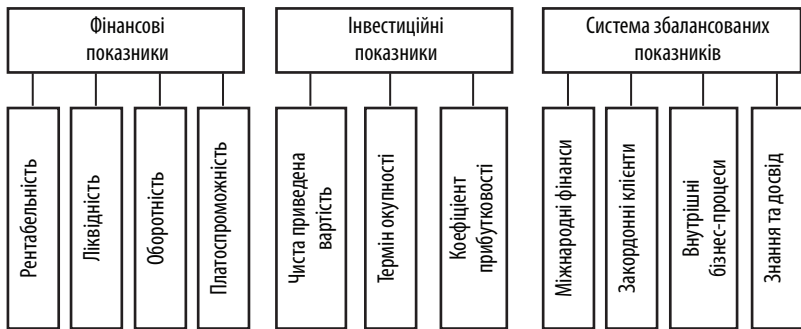 Фінансові
показники
Інвестиційні
показники
Система збалансованих
показників
Рентабельність
Ліквідність
Оборотність
Платоспроможність
Чиста приведена
вартість
Термін окупності
Коефіцієнт
прибутковості
Міжнародні фінанси
Закордонні клієнти
Внутрішні
бізнес-процеси
Знання та досвід